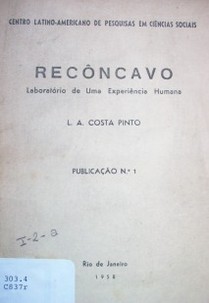 CENTRO LATINO-AMERICANO DE PESQUISAS EM CIÊNCIAS SOCIAIS
RECÔNCAVO
Laboratório de Uma Experiência Humana
L. A. COSTA PINTO
PUBLICAÇÃO N.º 1
I-2-8
Rio de Janeiro
1958
303.4
C837r